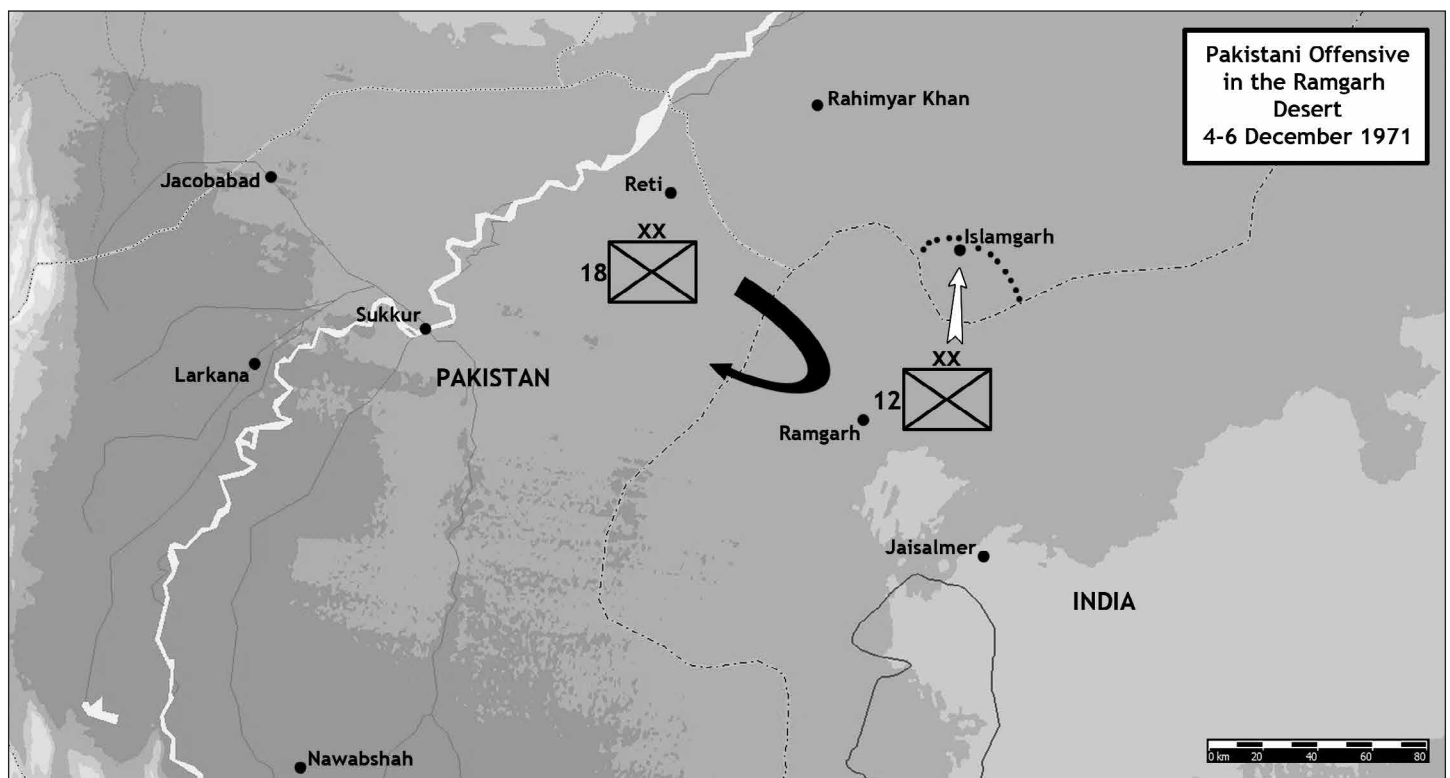 Pakistani Offensive
in the Ramgarh
Desert
4-6 December 1971
Rahimyar Khan
Jacobabad
Reti
XX
18
Islamgarh
Sukkur
Larkana
PAKISTAN
XX
12
Ramgarh
Jaisalmer
INDIA
Nawabshah
0 km 20 40 60 80